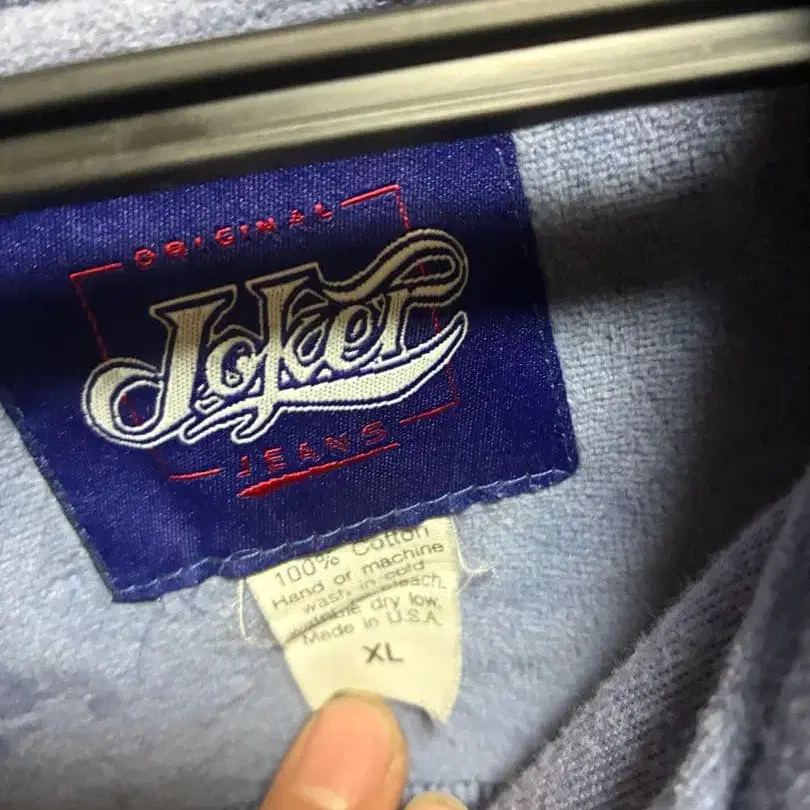 ORIGINAL
Joker
JEANS
100% Cotton
Hand or machine
wash in cold
bleach.
dry low.
Made in U.S.A.
XL